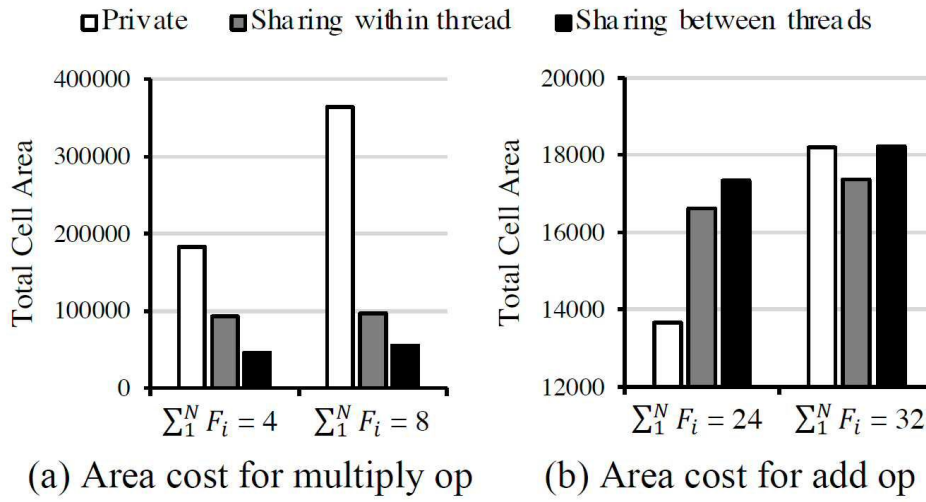 Private Sharing within thread Sharing between threads
Total Cell Area
400000
300000
200000
100000
0
∑₁ᴺ Fᵢ = 4 ∑₁ᴺ Fᵢ = 8
(a) Area cost for multiply op
Total Cell Area
20000
18000
16000
14000
12000
∑₁ᴺ Fᵢ = 24 ∑₁ᴺ Fᵢ = 32
(b) Area cost for add op